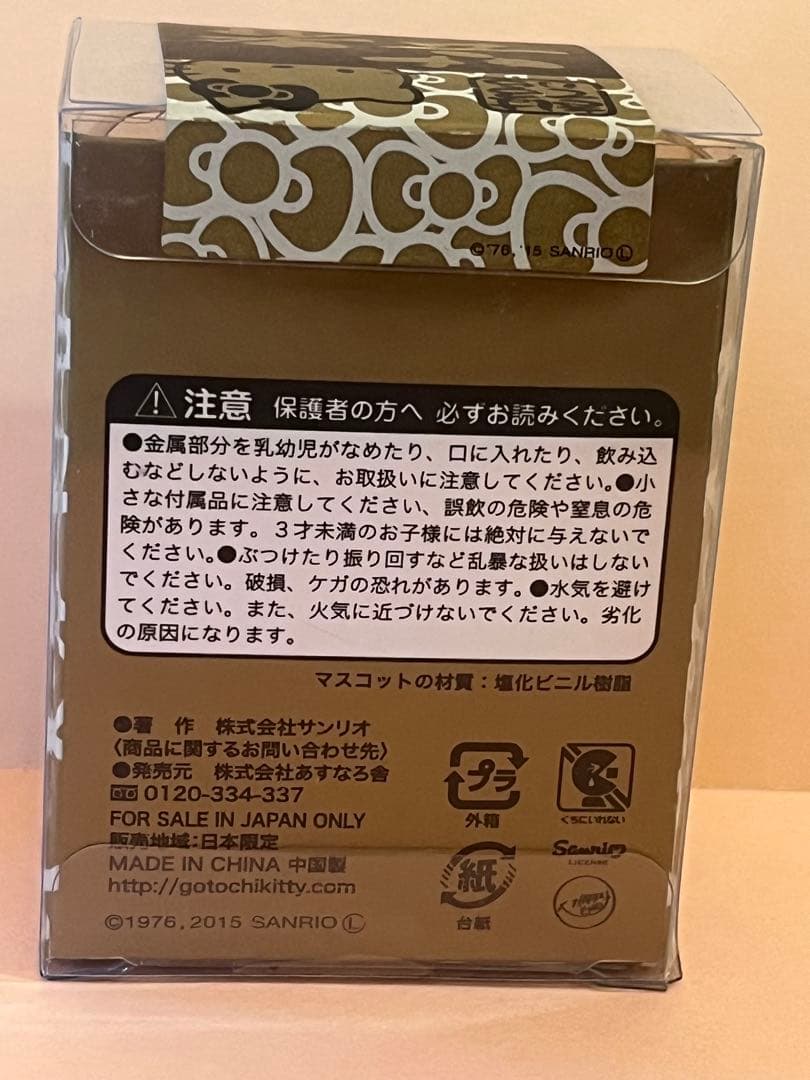 ©'76,'15 SANRIO Ⓛ
注意 保護者の方へ 必ずお読みください。
●金属部分を乳幼児がなめたり、口に入れたり、飲み込
むなどしないように、お取扱いに注意してください。●小
さな付属品に注意してください、誤飲の危険や窒息の危
険があります。３才未満のお子様には絶対に与えないで
ください。●ぶつけたり振り回すなど乱暴な扱いはしない
でください。破損、ケガの恐れがあります。●水気を避け
てください。また、火気に近づけないでください。劣化
の原因になります。
マスコットの材質：塩化ビニル樹脂
●著 作 株式会社サンリオ
〈商品に関するお問い合わせ先〉
●発売元 株式会社あすなろ舎
0120-334-337
FOR SALE IN JAPAN ONLY
販売地域:日本限定
MADE IN CHINA 中国製
http://gotochikitty.com
©1976,2015 SANRIO Ⓛ
プラ
外箱
くちにいれない
紙
台紙
Sanrio
LICENSE